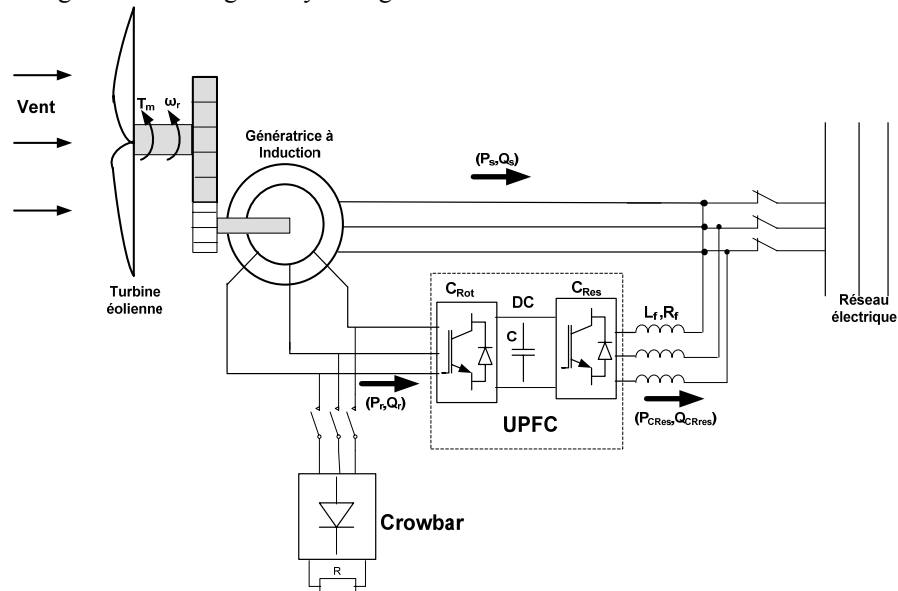 Vent
Tm
ωr
Génératrice à
Induction
(Ps,Qs)
Turbine
éolienne
CRot
DC
CRes
C
Lf,Rf
Réseau
électrique
(Pr,Qr)
UPFC
(PCRes,QCRres)
Crowbar
R